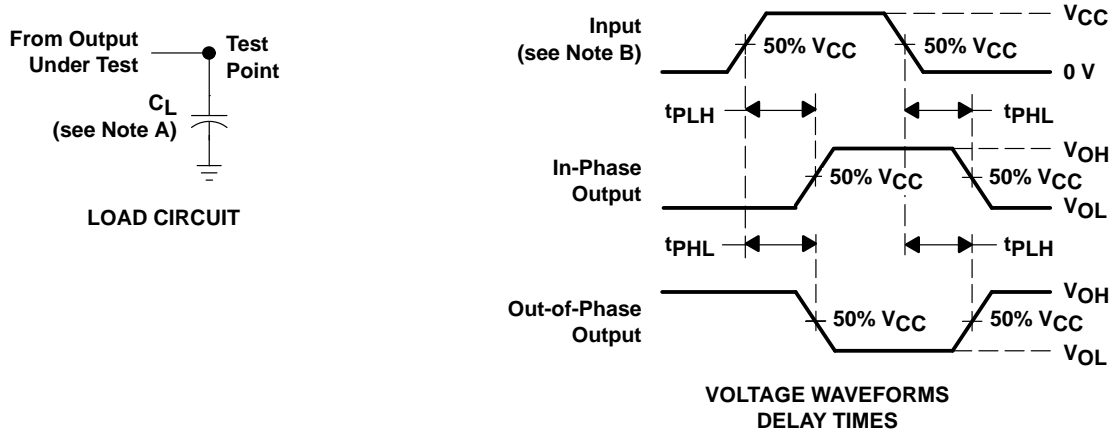 From Output
Under Test
Test
Point
CL
(see Note A)
LOAD CIRCUIT
Input
(see Note B)
50% VCC
50% VCC
VCC
0 V
tPLH
tPHL
In-Phase
Output
50% VCC
50% VCC
VOH
VOL
tPHL
tPLH
Out-of-Phase
Output
50% VCC
50% VCC
VOH
VOL
VOLTAGE WAVEFORMS
DELAY TIMES